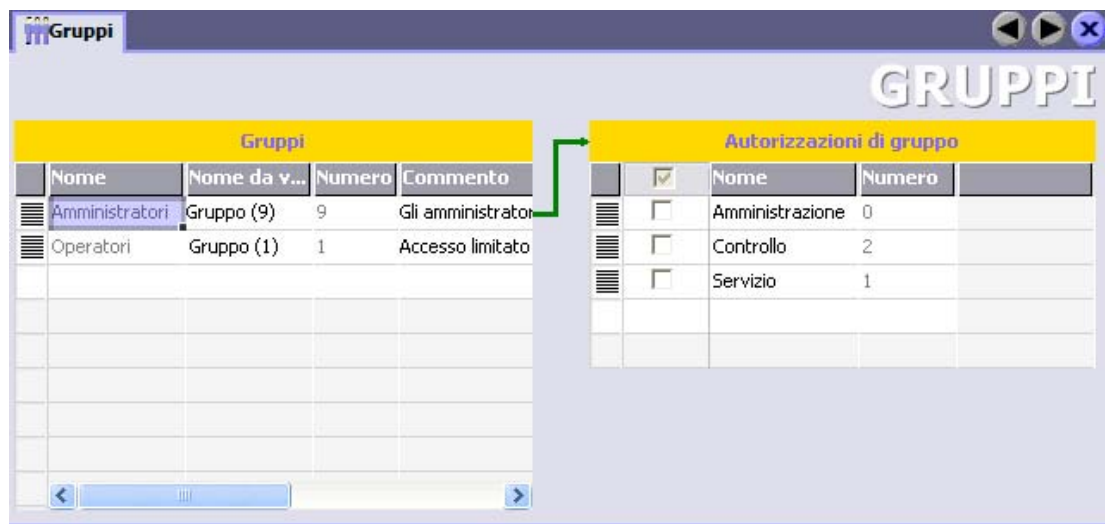 Gruppi
GRUPPI
Gruppi
Nome Nome da v... Numero Commento
Amministratori Gruppo (9) 9 Gli amministrator
Operatori Gruppo (1) 1 Accesso limitato
Autorizzazioni di gruppo
Nome Numero
Amministrazione 0
Controllo 2
Servizio 1